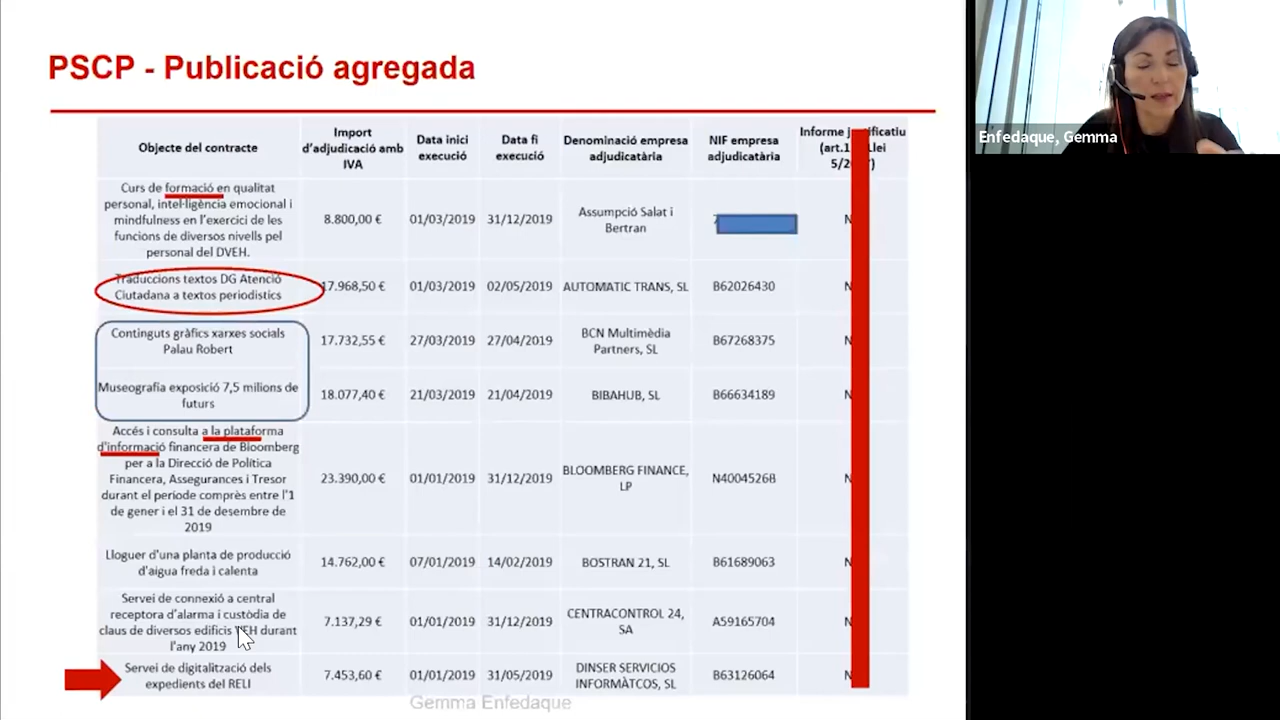 PSCP - Publicació agregada
Objecte del contracte
Import
d'adjudicació amb
IVA
Data inici
execució
Data fi
execució
Denominació empresa
adjudicatària
NIF empresa
adjudicatària
Informe
(art.1
5/2
Curs de formació en qualitat
personal, intel·ligència emocional i
mindfulness en l'exercici de les
funcions de diversos nivells pel
personal del DVEH.
8.800,00 €
01/03/2019
31/12/2019
Assumpció Salat i
Bertran
N
Traduccions textos DG Atenció
Ciutadana a textos periodístics
17.968,50 €
01/03/2019
02/05/2019
AUTOMATIC TRANS, SL
B62026430
N
Continguts gràfics xarxes socials
Palau Robert
17.732,55 €
27/03/2019
27/04/2019
BCN Multimèdia
Partners, SL
B67268375
N
Museografia exposició 7,5 milions de
futurs
18.077,40 €
21/03/2019
21/04/2019
BIBAHUB, SL
B66634189
N
Accés i consulta a la plataforma
d'informació financera de Bloomberg
per a la Direcció de Política
Financera, Assegurances i Tresor
durant el periode comprès entre l'1
de gener i el 31 de desembre de
2019
23.390,00 €
01/01/2019
31/12/2019
BLOOMBERG FINANCE,
LP
N4004526B
N
Lloguer d'una planta de producció
d'aigua freda i calenta
14.762,00 €
07/01/2019
14/02/2019
BOSTRAN 21, SL
B61689063
N
Servei de connexió a central
receptora d'alarma i custòdia de
claus de diversos edificis VEH durant
l'any 2019
7.137,29 €
01/01/2019
31/12/2019
CENTRACONTROL 24,
SA
A59165704
N
Servei de digitalització dels
expedients del RELI
7.453,60 €
01/01/2019
31/05/2019
DINSER SERVICIOS
INFORMÀTCOS, SL
B63126064
N
Gemma Enfedaque
Enfedaque, Gemma